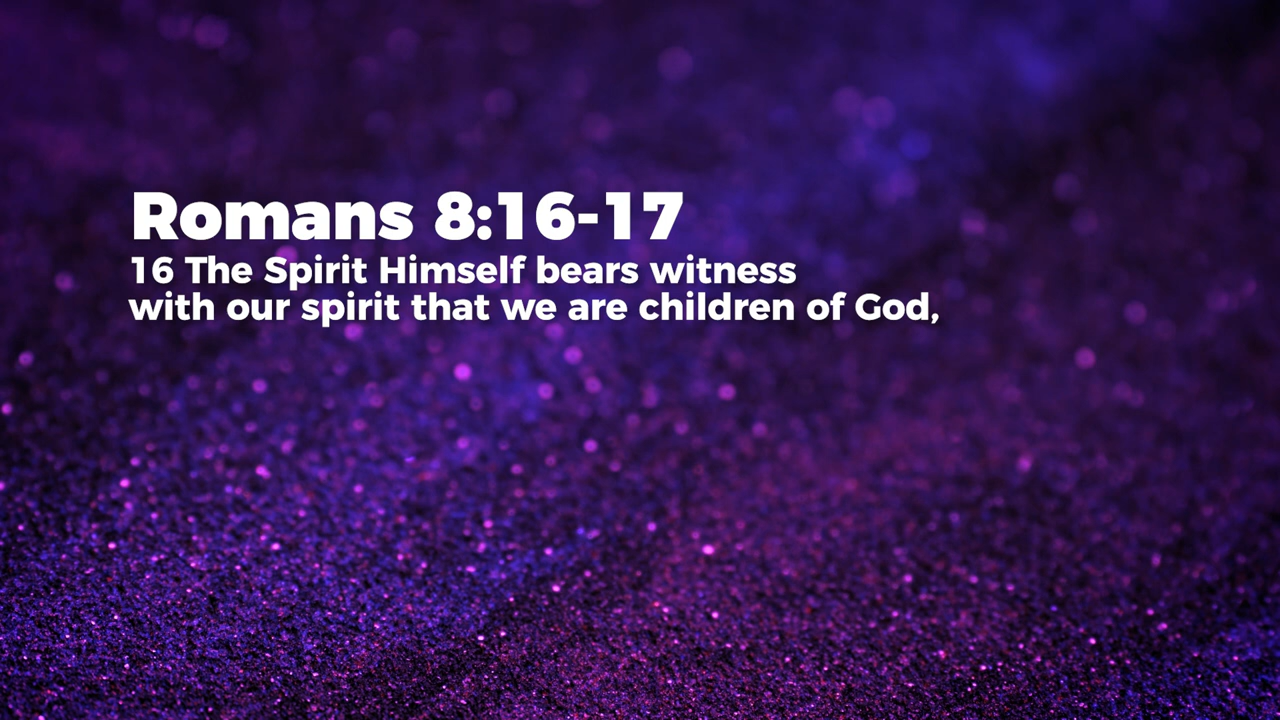 Romans 8:16-17
16 The Spirit Himself bears witness
with our spirit that we are children of God,